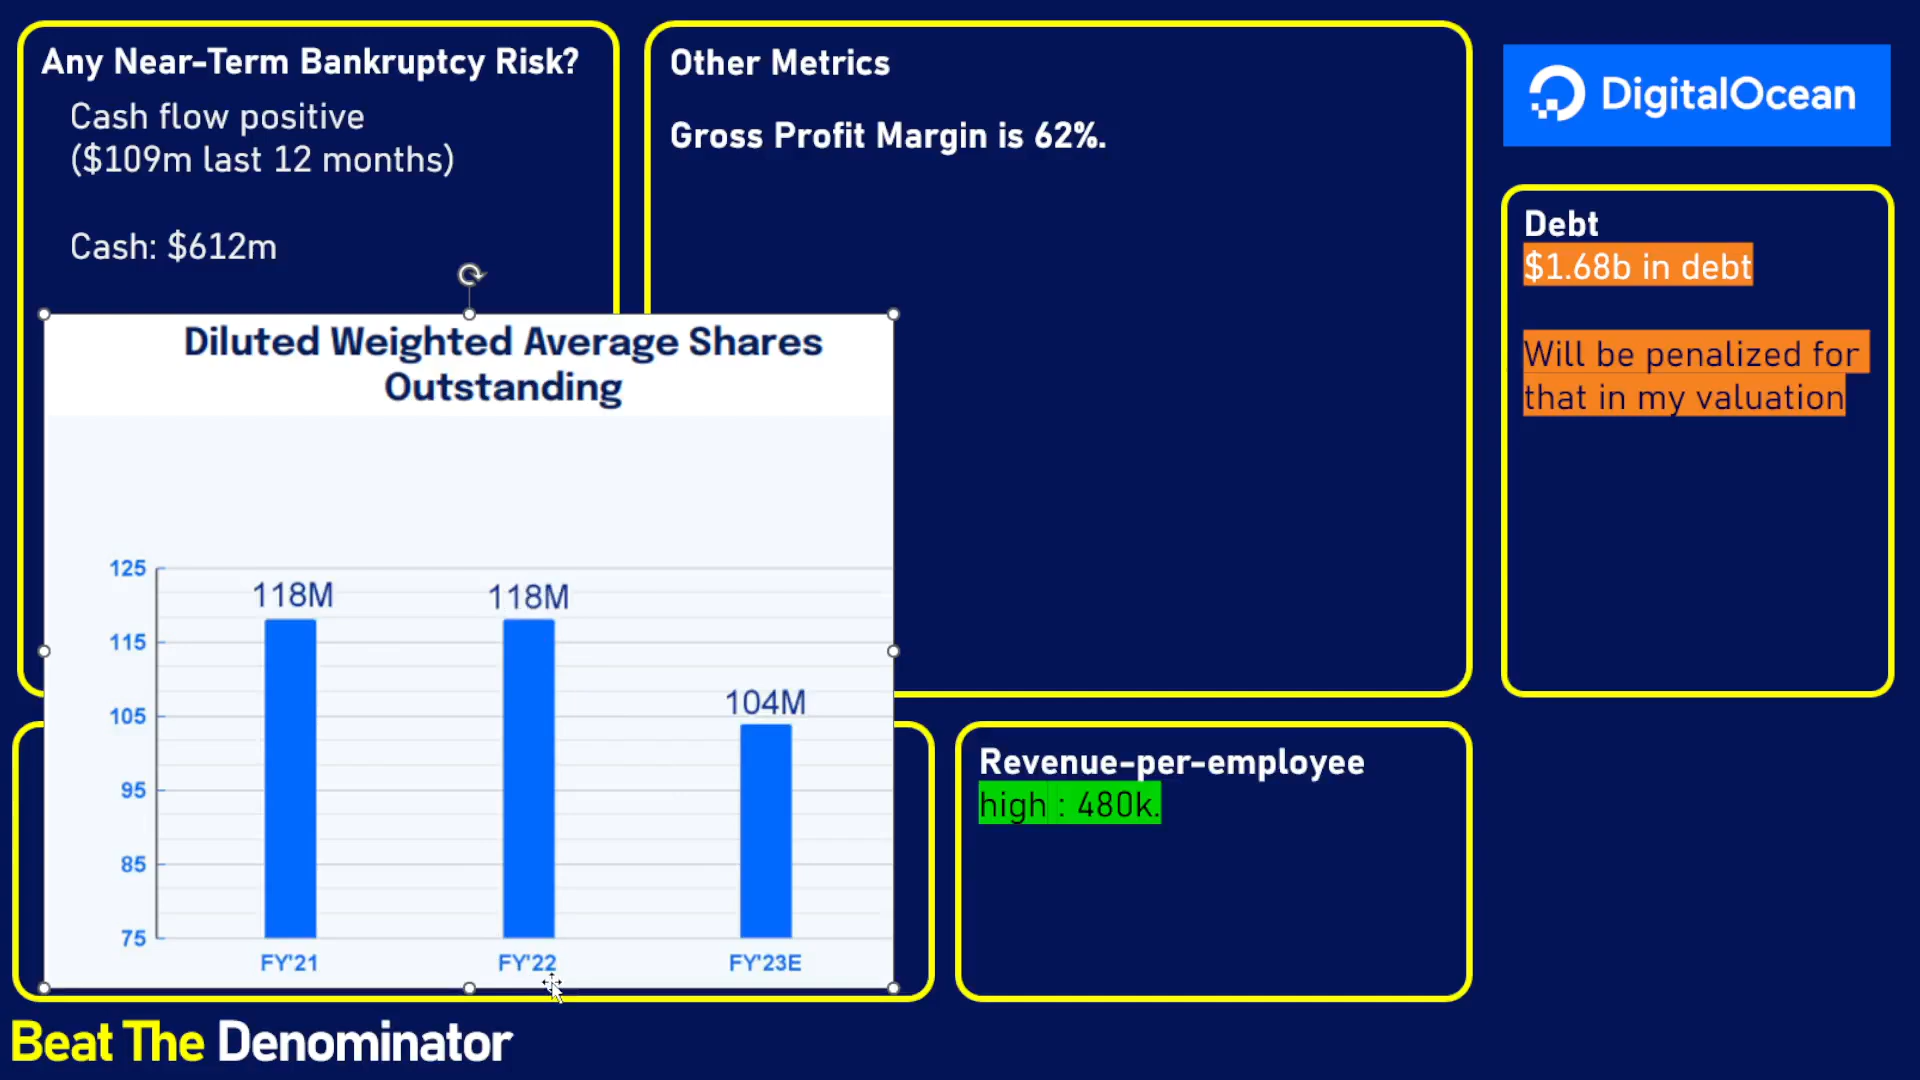 Any Near-Term Bankruptcy Risk?
Cash flow positive
($109m last 12 months)
Cash: $612m
Other Metrics
Gross Profit Margin is 62%.
DigitalOcean
Debt
$1.68b in debt
Will be penalized for
that in my valuation
Diluted Weighted Average Shares
Outstanding
125
115
105
95
85
75
118M
118M
104M
FY'21
FY'22
FY'23E
Revenue-per-employee
high : 480k.
Beat The Denominator